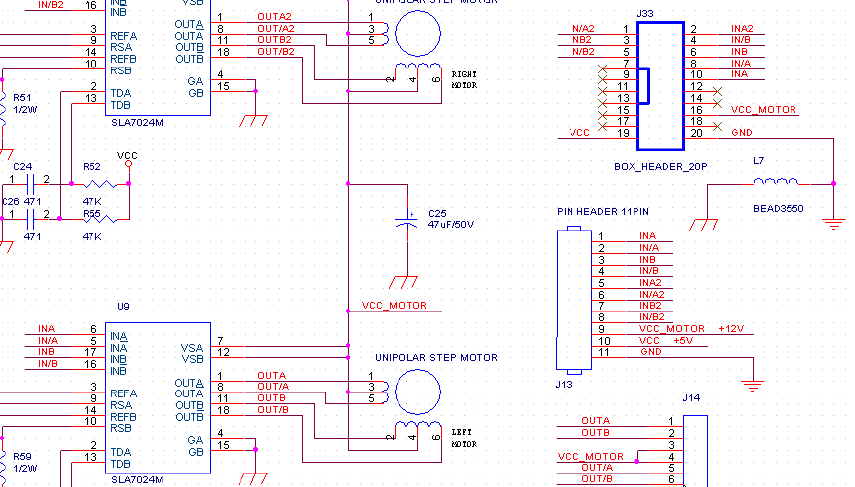 UNIPOLAR STEP MOTOR
IN/B2 16 INB
INB
VSB
OUTA 1 OUTA2 1
3 REFA OUTA 8 OUT/A2 3
9 RSA OUTB 11 OUTB2 5
14 REFB OUTB 18 OUT/B2
10 RSB
2 4 6
RIGHT
MOTOR
GA 4
GB 15
2 TDA
13 TDB
R51
1/2W
SLA7024M
VCC
C24
1 2
R52
C26 471
47K
1 2
R55
471
47K
C25
47uF/50V
+
VCC_MOTOR
U9
INA 6 INA
IN/A 5 INA
INB 17 INB
IN/B 16 INB
VSA 7
VSB 12
UNIPOLAR STEP MOTOR
OUTA 1 OUTA 1
3 REFA OUTA 8 OUT/A 3
9 RSA OUTB 11 OUTB 5
14 REFB OUTB 18 OUT/B
10 RSB
2 4 6
LEFT
MOTOR
GA 4
GB 15
2 TDA
13 TDB
R59
1/2W
SLA7024M
J33
N/A2 1 2 INA2
NB2 3 4 IN/B
N/B2 5 6 INB
7 8 IN/A
9 10 INA
11 12
13 14
15 16 VCC_MOTOR
17 18
VCC 19 20 GND
BOX_HEADER_20P
L7
BEAD3550
PIN HEADER 11PIN
1 INA
2 IN/A
3 INB
4 IN/B
5 INA2
6 IN/A2
7 INB2
8 IN/B2
9 VCC_MOTOR +12V
10 VCC +5V
11 GND
J13
J14
OUTA 1
OUTB 2
3
VCC_MOTOR 4
OUT/A 5
OUT/B 6